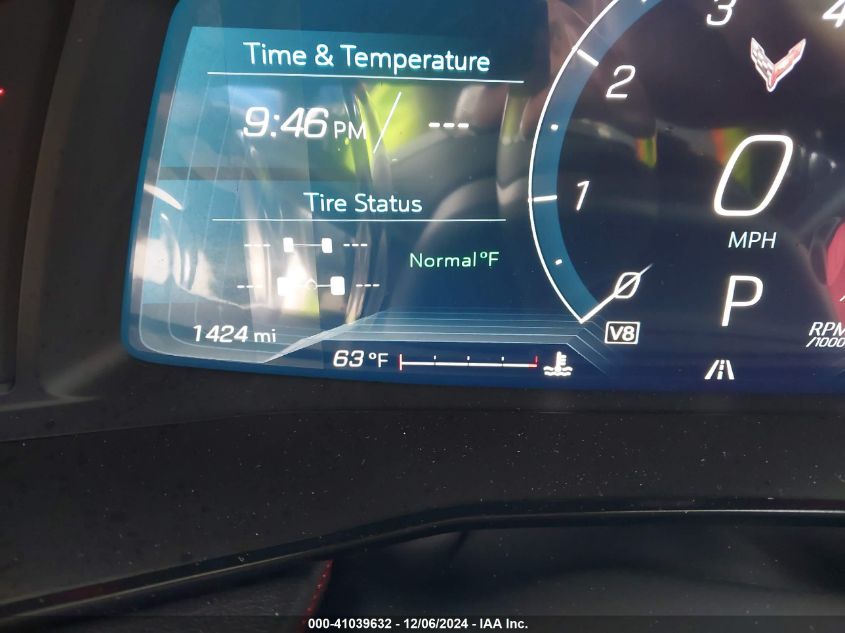 Time & Temperature
9:46 PM / ---
Tire Status
--- ---
Normal °F
--- ---
1424 mi
63 °F
0
1
2
3
4
0
MPH
P
V8
RPM
/1000
000-41039632 - 12/06/2024 - IAA Inc.